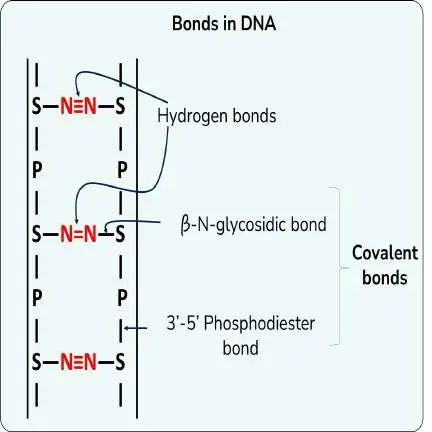 Bonds in DNA
S–N≡N–S
Hydrogen bonds
P P
S–N=N–S
β-N-glycosidic bond
Covalent
bonds
P P
3’-5’ Phosphodiester
bond
S–N≡N–S